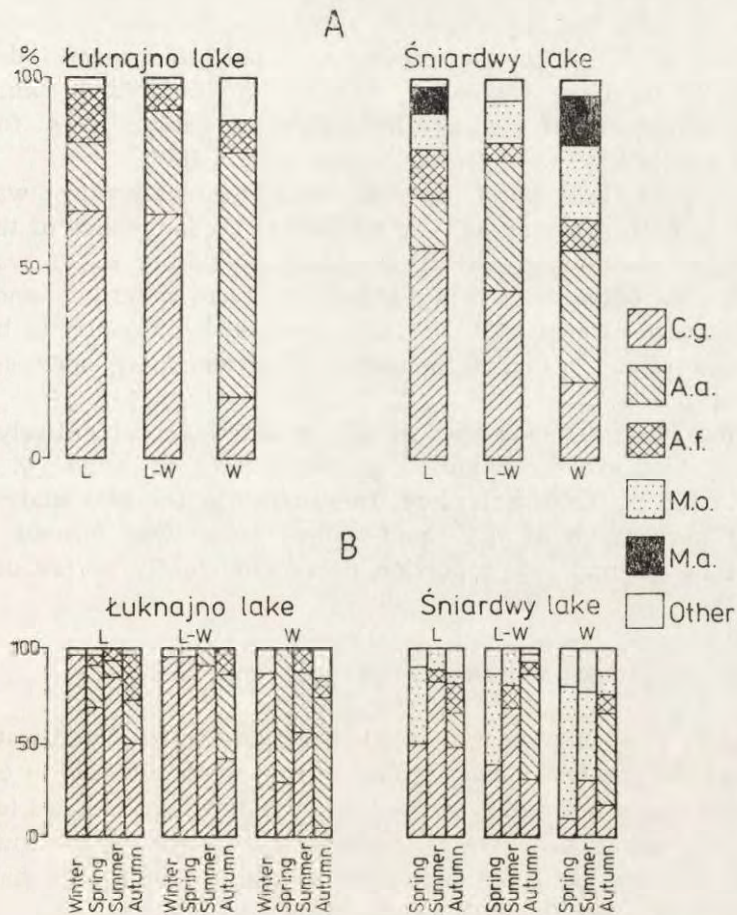 A
%
Łuknajno lake
Śniardwy lake
100
50
0
L
L-W
W
L
L-W
W
C.g.
A.a.
A.f.
M.o.
M.a.
Other
B
Łuknajno lake
Śniardwy lake
L
L-W
W
L
L-W
W
100
50
0
Winter
Spring
Summer
Autumn
Winter
Spring
Summer
Autumn
Winter
Spring
Summer
Autumn
Spring
Summer
Autumn
Spring
Summer
Autumn
Spring
Summer
Autumn